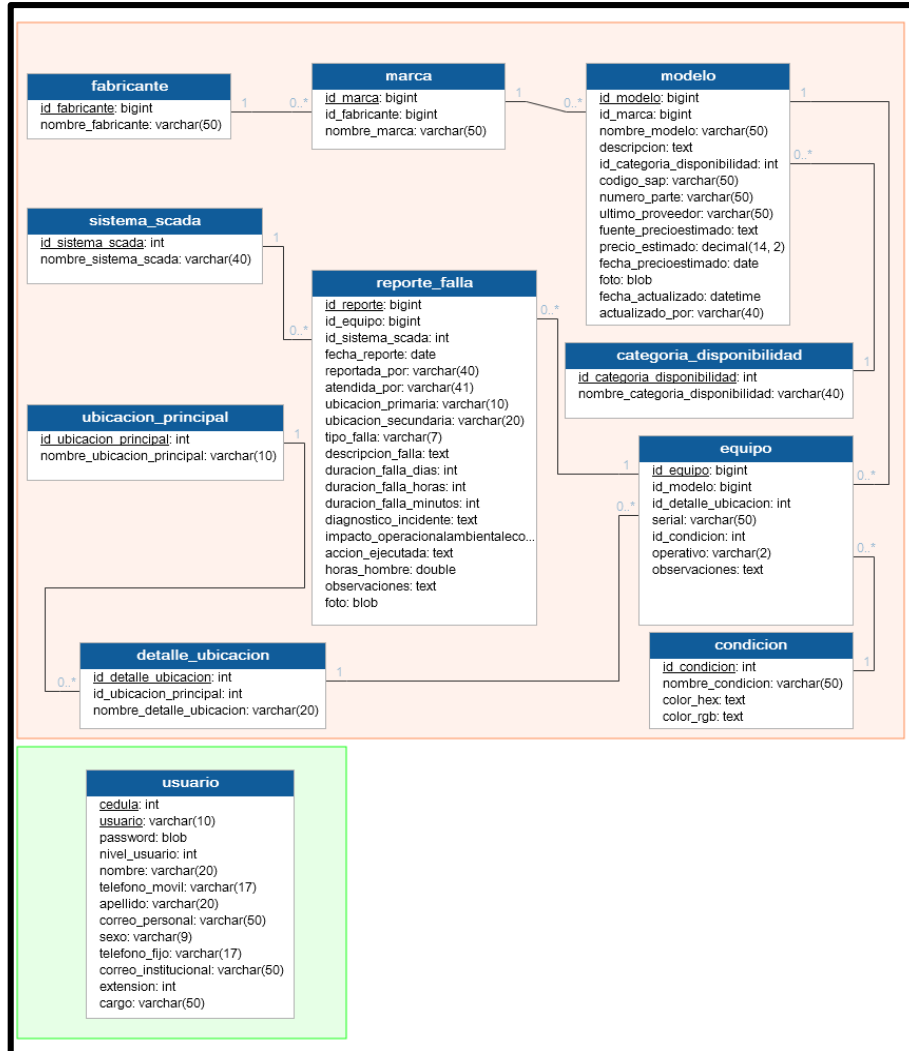 fabricante
id_fabricante: bigint
nombre_fabricante: varchar(50)
1
0..*
marca
id_marca: bigint
id_fabricante: bigint
nombre_marca: varchar(50)
1
0..*
modelo
id_modelo: bigint
id_marca: bigint
nombre_modelo: varchar(50)
descripcion: text
id_categoria_disponibilidad: int
codigo_sap: varchar(50)
numero_parte: varchar(50)
ultimo_proveedor: varchar(50)
fuente_precioestimado: text
precio_estimado: decimal(14, 2)
fecha_precioestimado: date
foto: blob
fecha_actualizado: datetime
actualizado_por: varchar(40)
1
0..*
sistema_scada
id_sistema_scada: int
nombre_sistema_scada: varchar(40)
1
0..*
reporte_falla
id_reporte: bigint
id_equipo: bigint
id_sistema_scada: int
fecha_reporte: date
reportada_por: varchar(40)
atendida_por: varchar(41)
ubicacion_primaria: varchar(10)
ubicacion_secundaria: varchar(20)
tipo_falla: varchar(7)
descripcion_falla: text
duracion_falla_dias: int
duracion_falla_horas: int
duracion_falla_minutos: int
diagnostico_incidente: text
impacto_operacionalambientaleco...
accion_ejecutada: text
horas_hombre: double
observaciones: text
foto: blob
0..*
categoria_disponibilidad
id_categoria_disponibilidad: int
nombre_categoria_disponibilidad: varchar(40)
1
ubicacion_principal
id_ubicacion_principal: int
nombre_ubicacion_principal: varchar(10)
1
equipo
id_equipo: bigint
id_modelo: bigint
id_detalle_ubicacion: int
serial: varchar(50)
id_condicion: int
operativo: varchar(2)
observaciones: text
1
0..*
0..*
0..*
detalle_ubicacion
id_detalle_ubicacion: int
id_ubicacion_principal: int
nombre_detalle_ubicacion: varchar(20)
0..*
1
condicion
id_condicion: int
nombre_condicion: varchar(50)
color_hex: text
color_rgb: text
1
usuario
cedula: int
usuario: varchar(10)
password: blob
nivel_usuario: int
nombre: varchar(20)
telefono_movil: varchar(17)
apellido: varchar(20)
correo_personal: varchar(50)
sexo: varchar(9)
telefono_fijo: varchar(17)
correo_institucional: varchar(50)
extension: int
cargo: varchar(50)